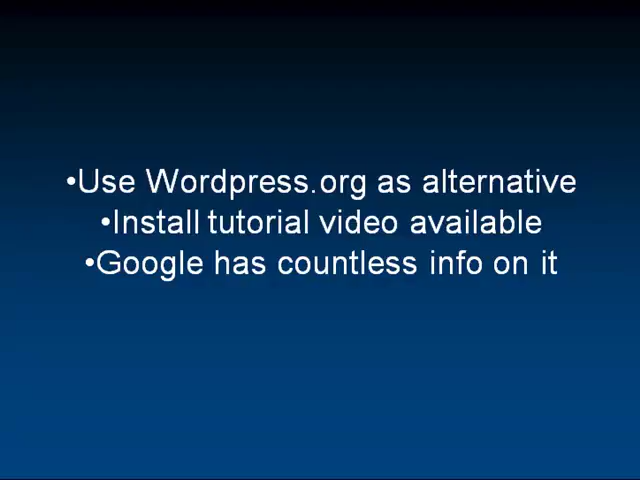 •Use Wordpress.org as alternative
•Install tutorial video available
•Google has countless info on it